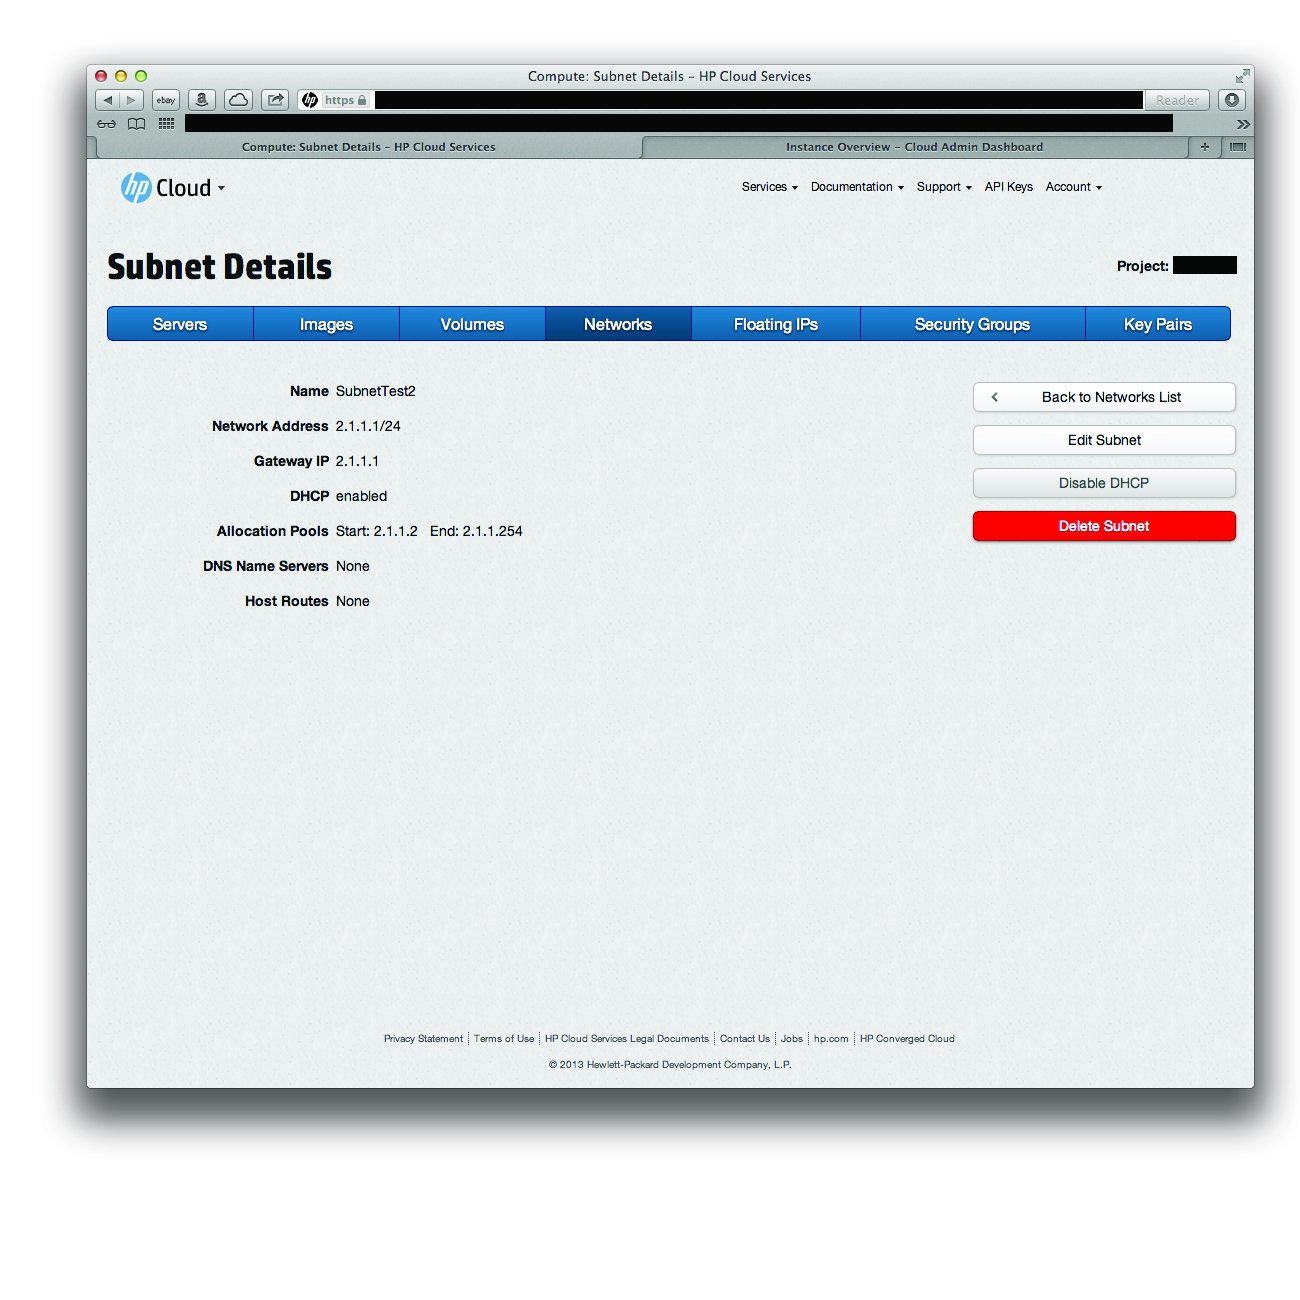 Compute: Subnet Details – HP Cloud Services
ebay
a
hp https
Reader
Compute: Subnet Details – HP Cloud Services
Instance Overview – Cloud Admin Dashboard
hp Cloud
Services
Documentation
Support
API Keys
Account
Subnet Details
Project:
Servers
Images
Volumes
Networks
Floating IPs
Security Groups
Key Pairs
Name SubnetTest2
Network Address 2.1.1.1/24
Gateway IP 2.1.1.1
DHCP enabled
Allocation Pools Start: 2.1.1.2 End: 2.1.1.254
DNS Name Servers None
Host Routes None
Back to Networks List
Edit Subnet
Disable DHCP
Delete Subnet
Privacy Statement
Terms of Use
HP Cloud Services Legal Documents
Contact Us
Jobs
hp.com
HP Converged Cloud
© 2013 Hewlett-Packard Development Company, L.P.